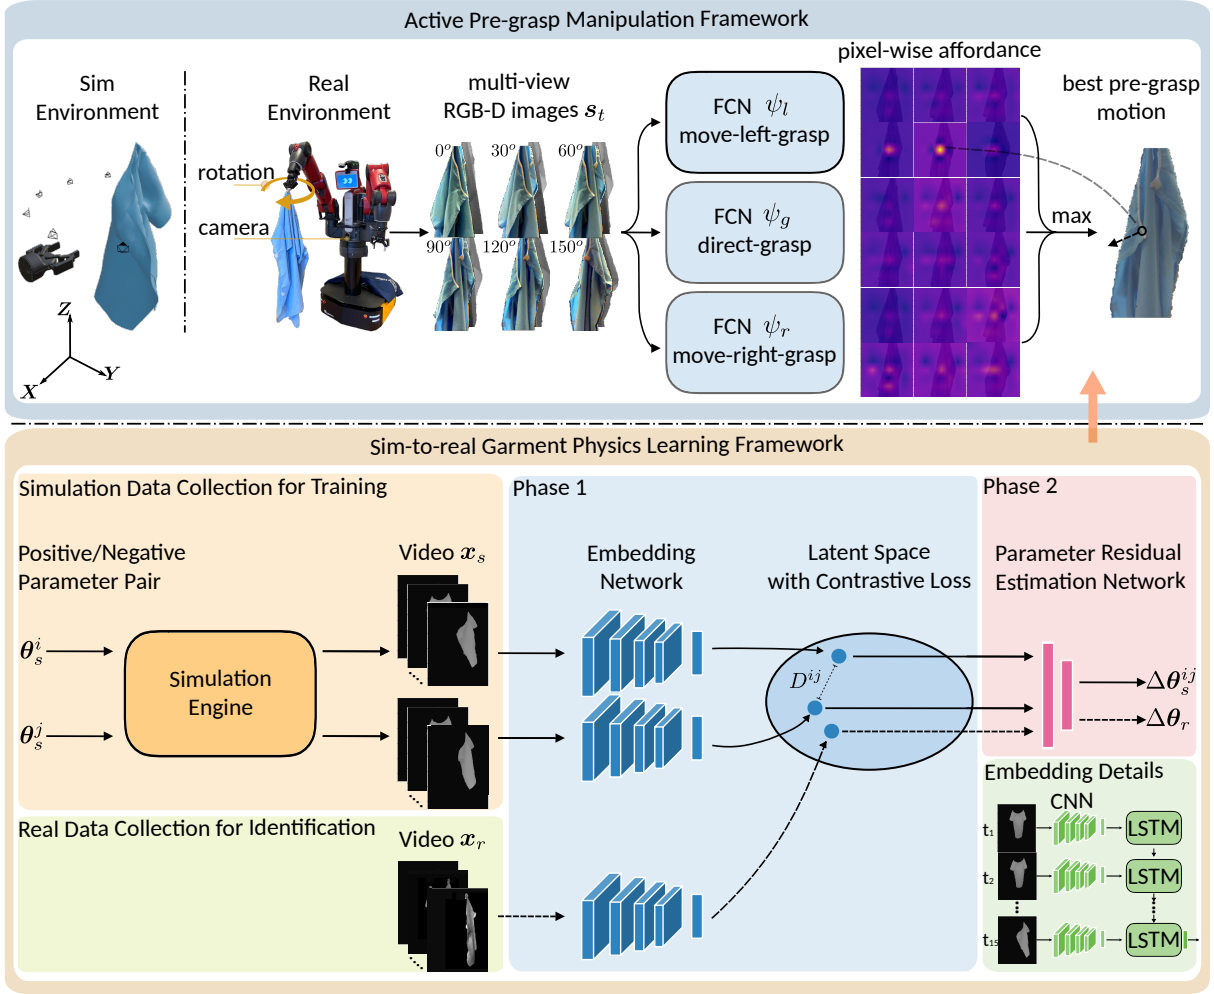 Active Pre-grasp Manipulation Framework
Sim
Environment
Z
Y
X
Real
Environment
rotation
camera
33
multi-view
RGB-D images s_t
0° 30° 60°
90° 120° 150°
FCN ψ_l
move-left-grasp
FCN ψ_g
direct-grasp
FCN ψ_r
move-right-grasp
pixel-wise affordance
max
best pre-grasp
motion
Sim-to-real Garment Physics Learning Framework
Simulation Data Collection for Training
Positive/Negative
Parameter Pair
θ_s^i
θ_s^j
Simulation
Engine
Video x_s
Real Data Collection for Identification
Video x_r
Phase 1
Embedding
Network
Latent Space
with Contrastive Loss
D^{ij}
Phase 2
Parameter Residual
Estimation Network
Δθ_s^{ij}
Δθ_r
Embedding Details
CNN
t₁ LSTM
t₂ LSTM
t₁₅ LSTM